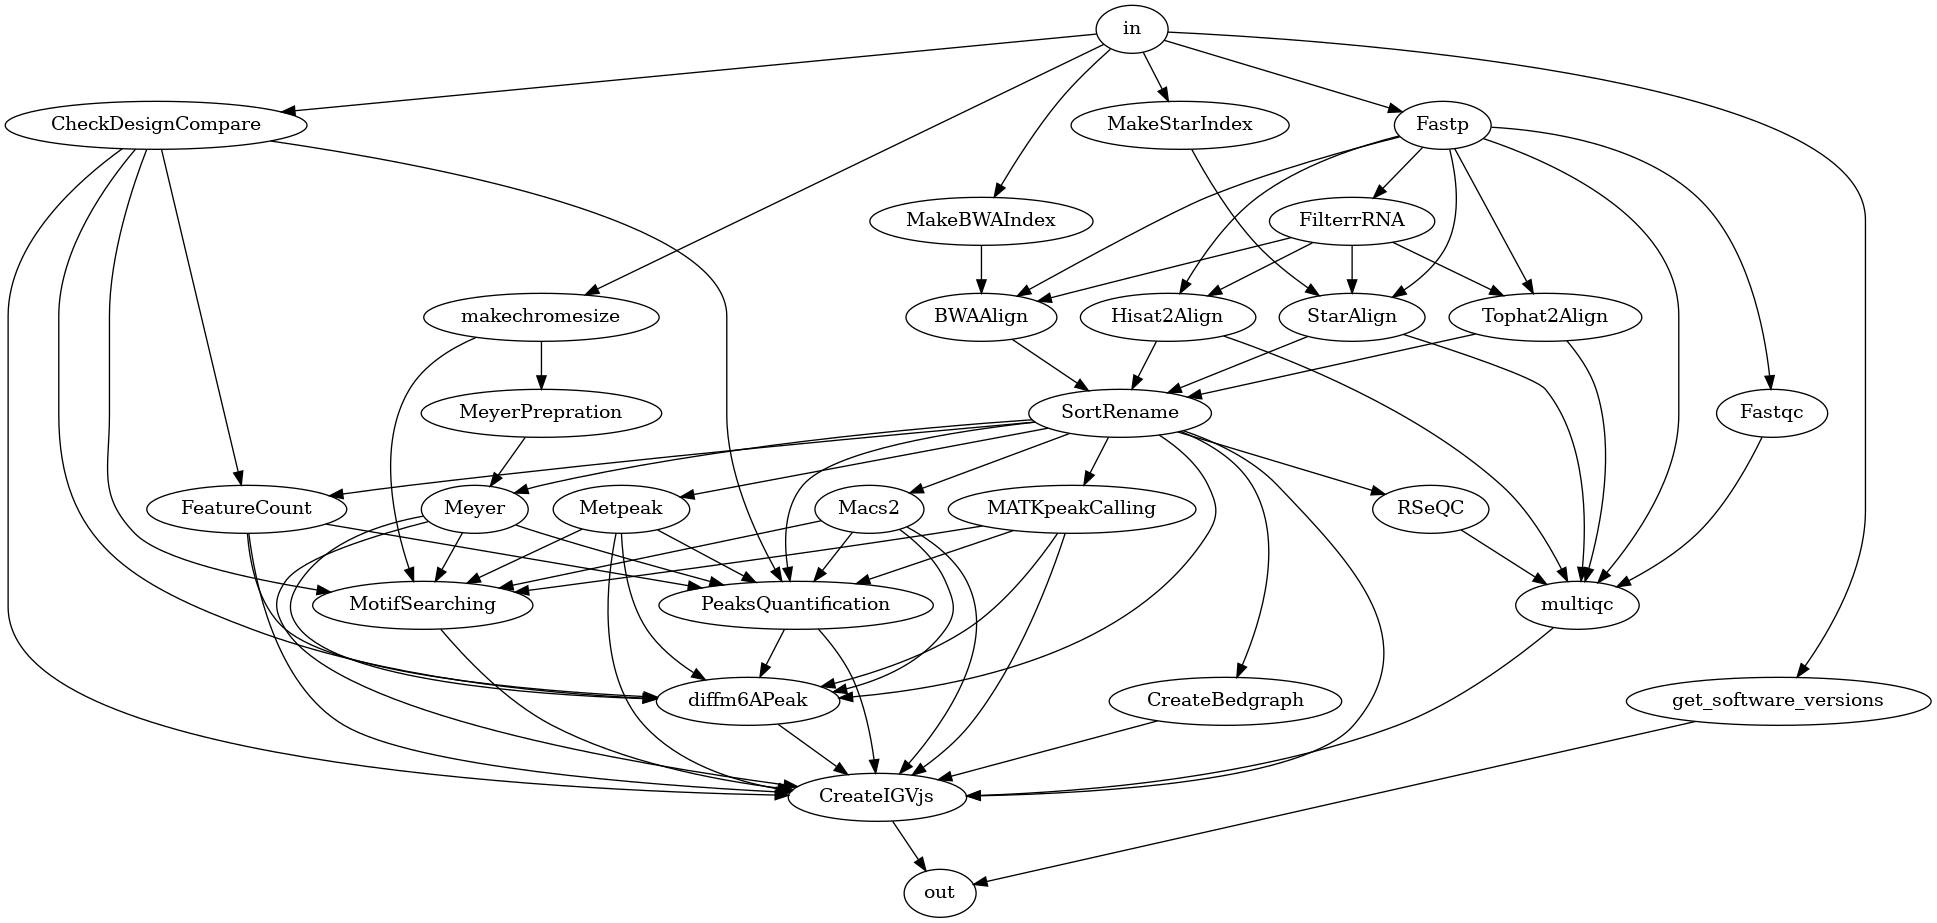 in
CheckDesignCompare
MakeStarIndex
Fastp
MakeBWAIndex
FilterrRNA
makechromesize
BWAAlign
Hisat2Align
StarAlign
Tophat2Align
MeyerPrepration
SortRename
Fastqc
FeatureCount
Meyer
Metpeak
Macs2
MATKpeakCalling
RSeQC
MotifSearching
PeaksQuantification
multiqc
diffm6APeak
CreateBedgraph
get_software_versions
CreateIGVjs
out